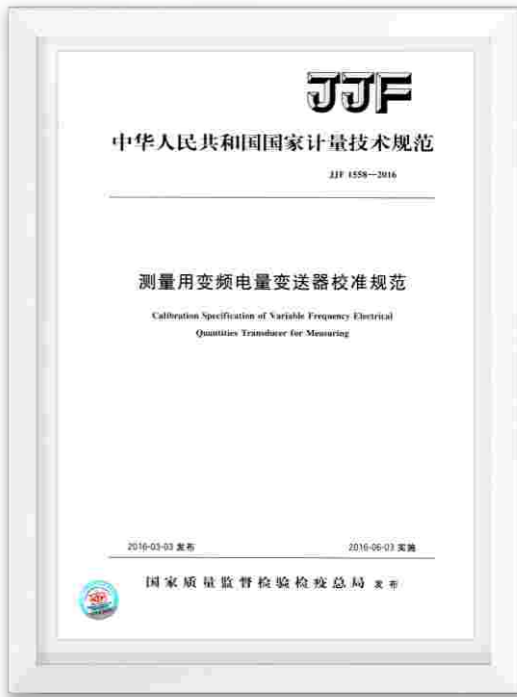 JJF
中华人民共和国国家计量技术规范
JJF 1558—2016
测量用变频电量变送器校准规范
Calibration Specification of Variable Frequency Electrical
Quantities Transducer for Measuring
2016-03-03 发布
2016-06-03 实施
国家质量监督检验检疫总局 发布